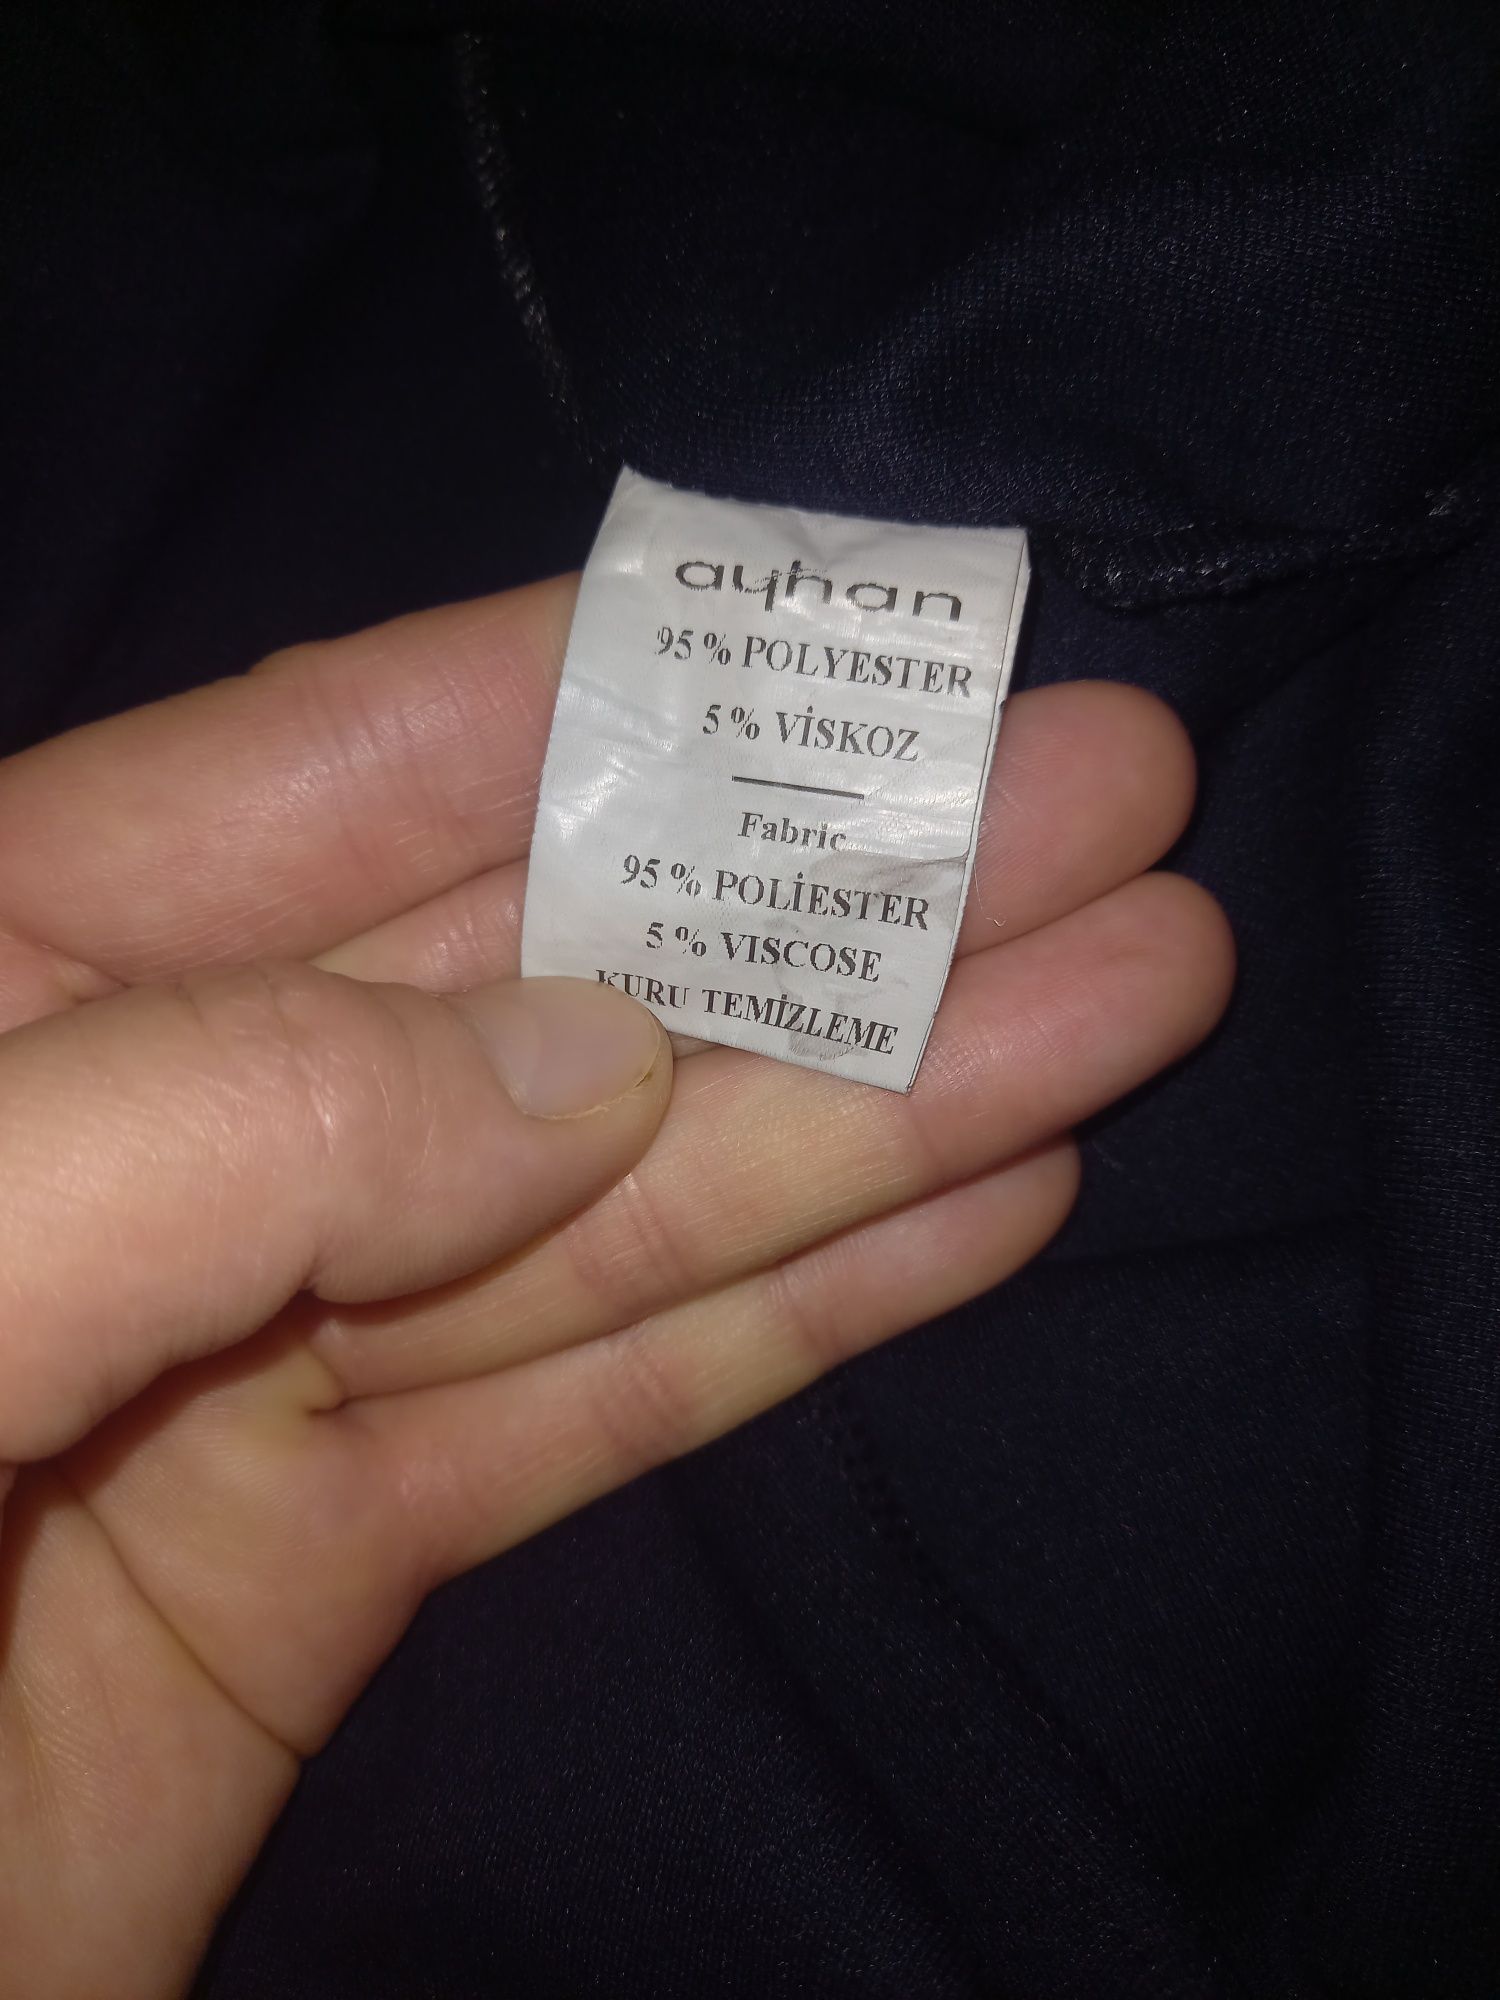 ayhan
95 % POLYESTER
5 % VİSKOZ
Fabric
95 % POLİESTER
5 % VISCOSE
KURU TEMİZLEME